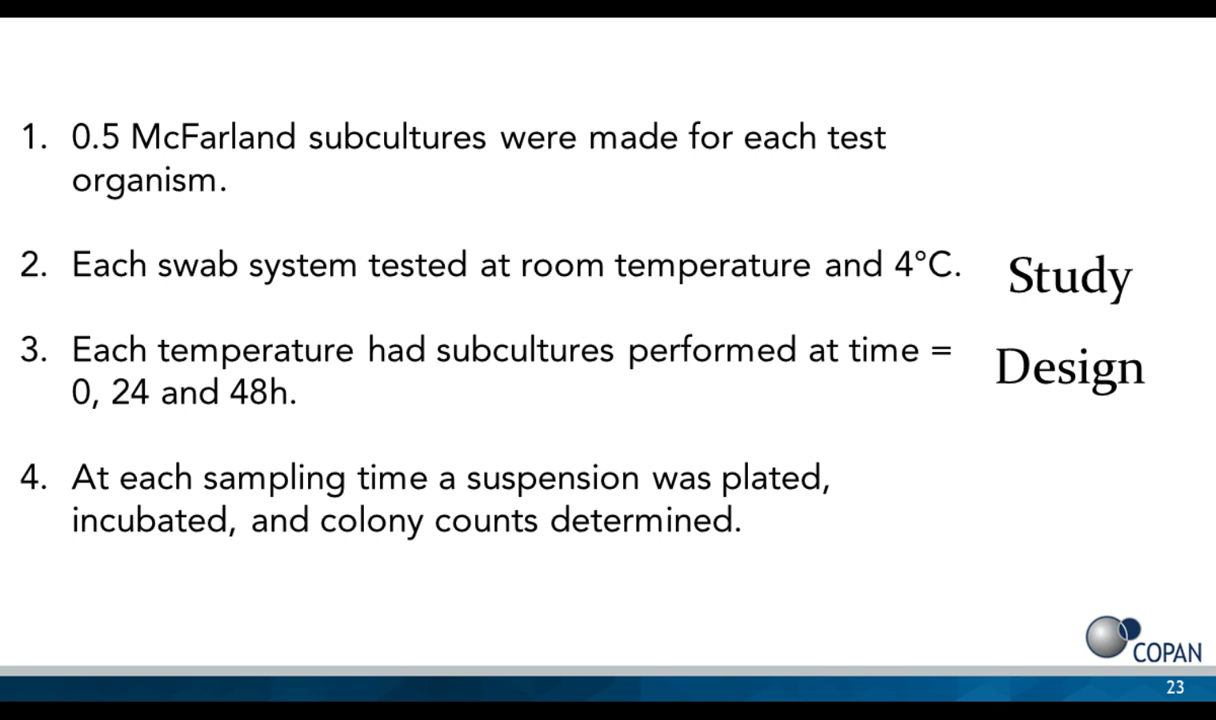 1. 0.5 McFarland subcultures were made for each test
organism.
2. Each swab system tested at room temperature and 4°C.
3. Each temperature had subcultures performed at time =
0, 24 and 48h.
4. At each sampling time a suspension was plated,
incubated, and colony counts determined.
Study
Design
COPAN
23